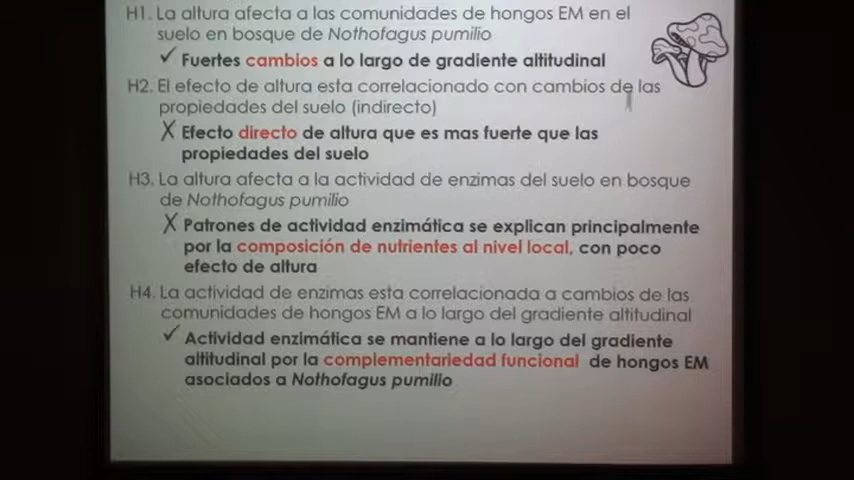 H1. La altura afecta a las comunidades de hongos EM en el
suelo en bosque de Nothofagus pumilio
✓ Fuertes cambios a lo largo de gradiente altitudinal
H2. El efecto de altura esta correlacionado con cambios de las
propiedades del suelo (indirecto)
X Efecto directo de altura que es mas fuerte que las
propiedades del suelo
H3. La altura afecta a la actividad de enzimas del suelo en bosque
de Nothofagus pumilio
X Patrones de actividad enzimática se explican principalmente
por la composición de nutrientes al nivel local, con poco
efecto de altura
H4. La actividad de enzimas esta correlacionada a cambios de las
comunidades de hongos EM a lo largo del gradiente altitudinal
✓ Actividad enzimática se mantiene a lo largo del gradiente
altitudinal por la complementariedad funcional de hongos EM
asociados a Nothofagus pumilio